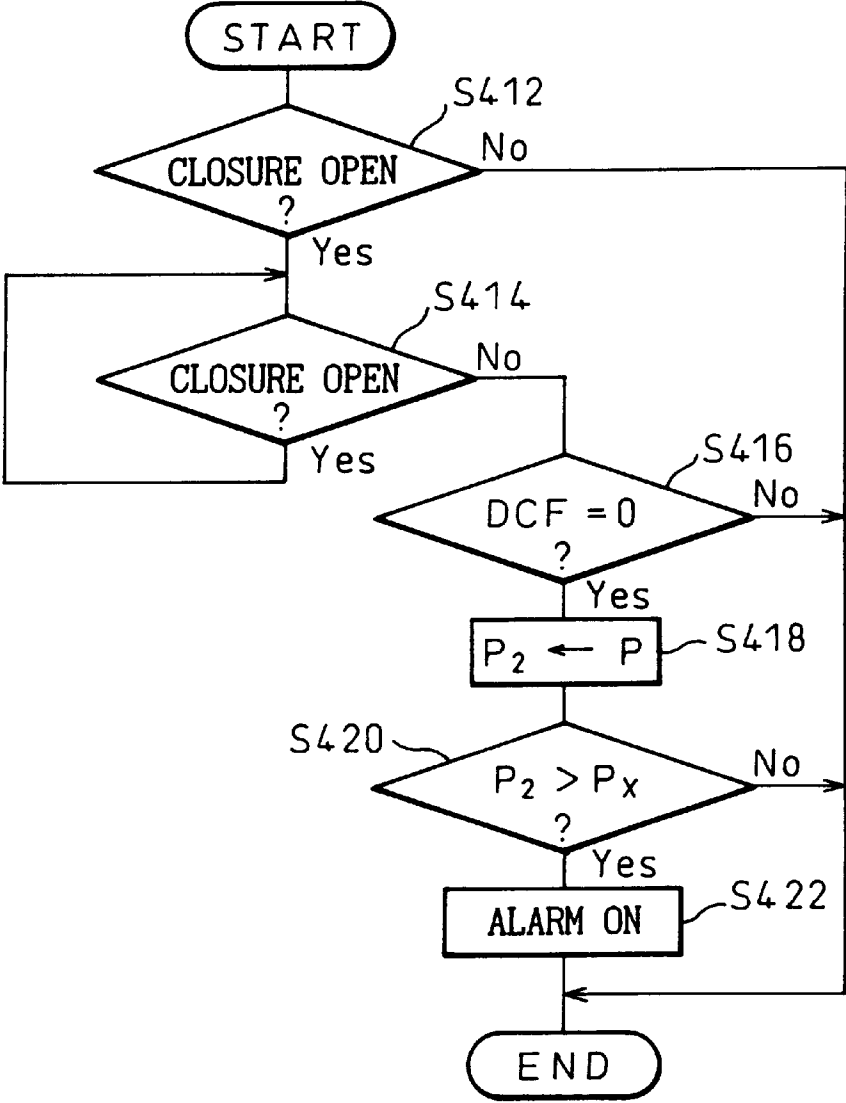 START
S412
No
CLOSURE OPEN
?
Yes
S414
No
CLOSURE OPEN
?
Yes
S416
No
DCF = 0
?
Yes
P₂ ← P
S418
S420
No
P₂ > Pₓ
?
Yes
ALARM ON
S422
END